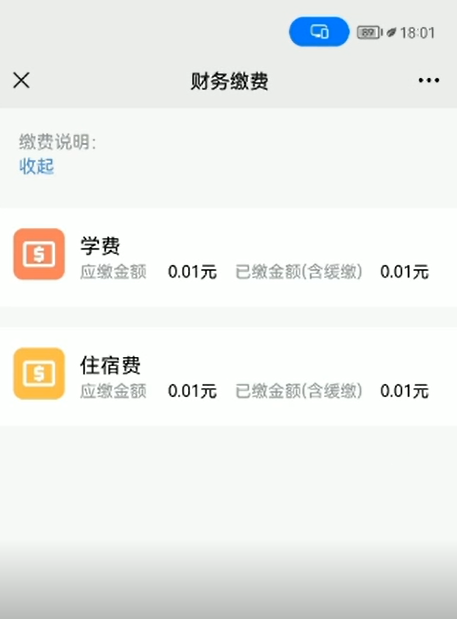 89 18:01
财务缴费
缴费说明:
收起
学费
应缴金额 0.01元 已缴金额(含缓缴) 0.01元
住宿费
应缴金额 0.01元 已缴金额(含缓缴) 0.01元